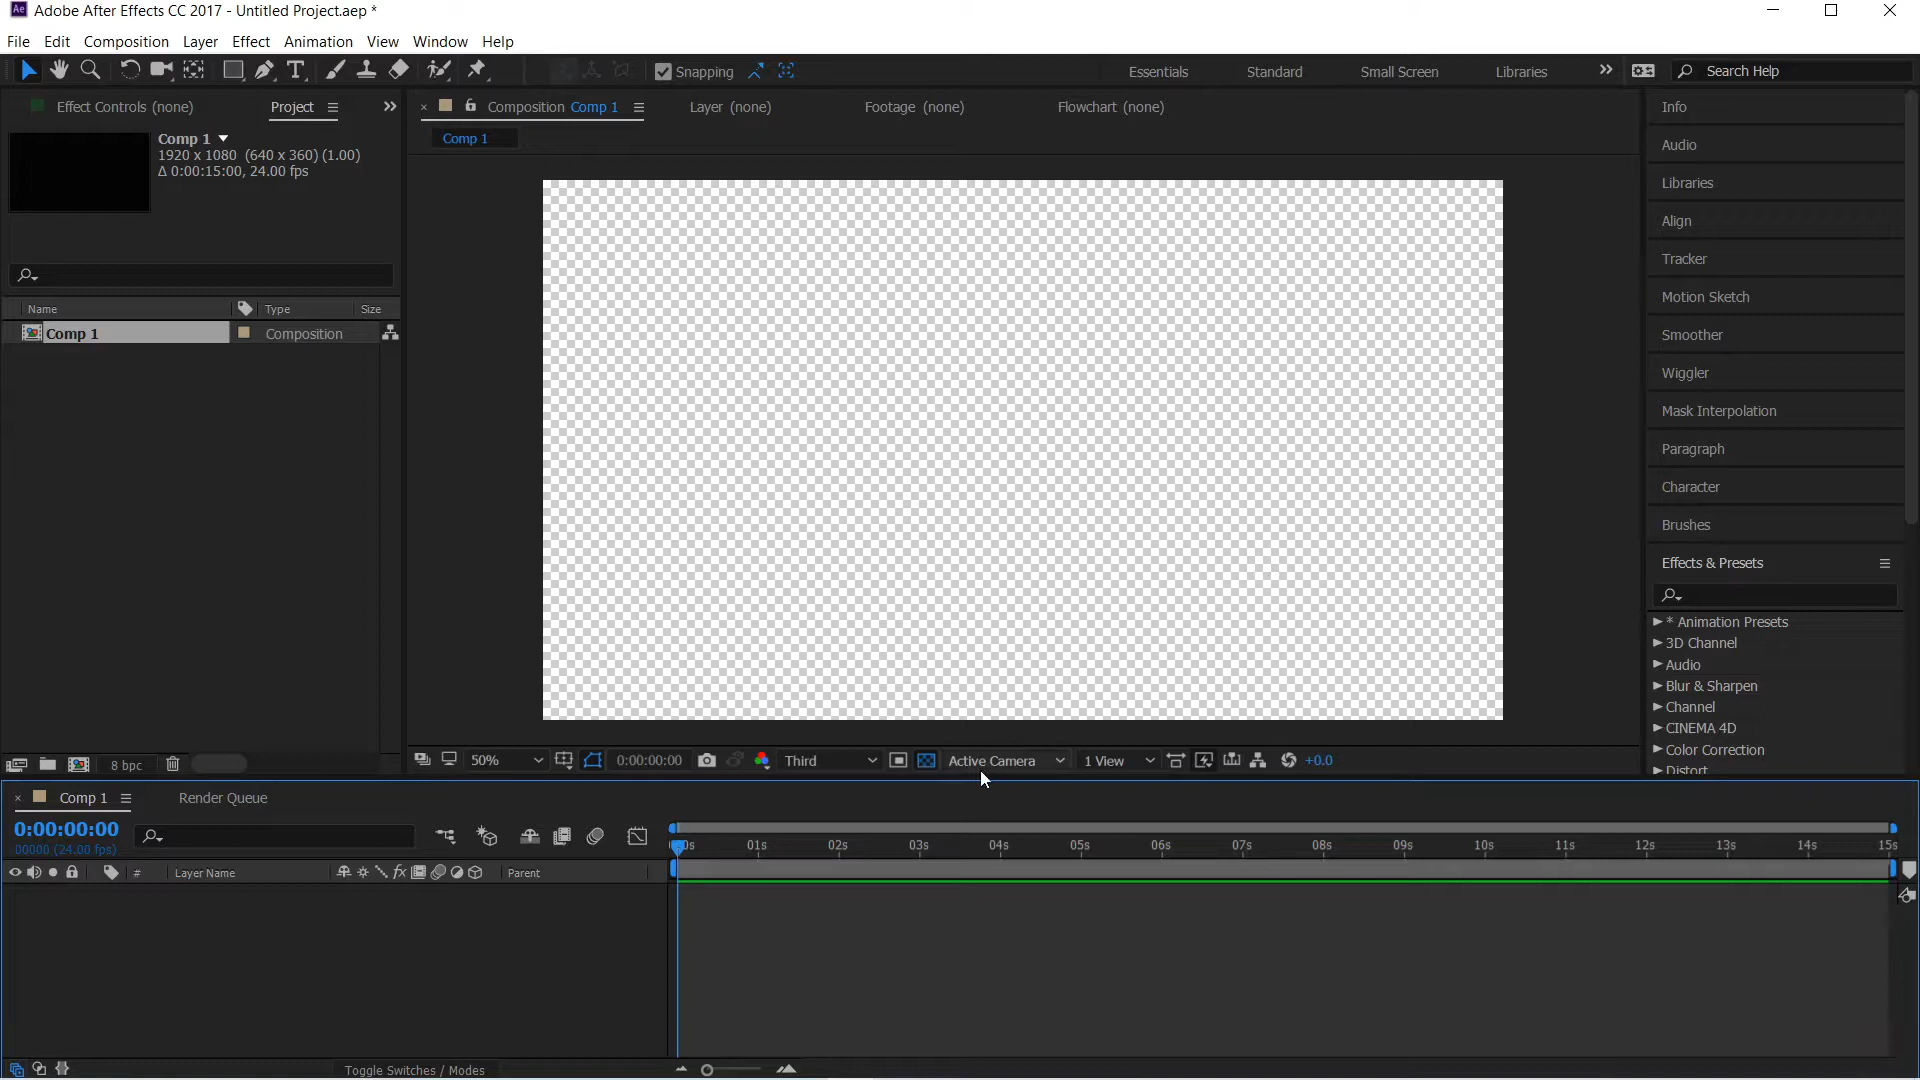 Ae Adobe After Effects CC 2017 - Untitled Project.aep *
File Edit Composition Layer Effect Animation View Window Help
T Snapping Essentials Standard Small Screen Libraries Search Help
Effect Controls (none) Project
Composition Comp 1 Layer (none) Footage (none) Flowchart (none)
Comp 1
1920 x 1080 (640 x 360) (1.00)
Δ 0:00:15:00, 24.00 fps
Comp 1
Name Type Size
Comp 1 Composition
8 bpc
50% 0:00:00:00 Third Active Camera 1 View +0.0
Info
Audio
Libraries
Align
Tracker
Motion Sketch
Smoother
Wiggler
Mask Interpolation
Paragraph
Character
Brushes
Effects & Presets
* Animation Presets
3D Channel
Audio
Blur & Sharpen
Channel
CINEMA 4D
Color Correction
Distort
Comp 1 Render Queue
0:00:00:00
00000 (24.00 fps)
01s 02s 03s 04s 05s 06s 07s 08s 09s 10s 11s 12s 13s 14s 15s
# Layer Name fx Parent
Toggle Switches / Modes